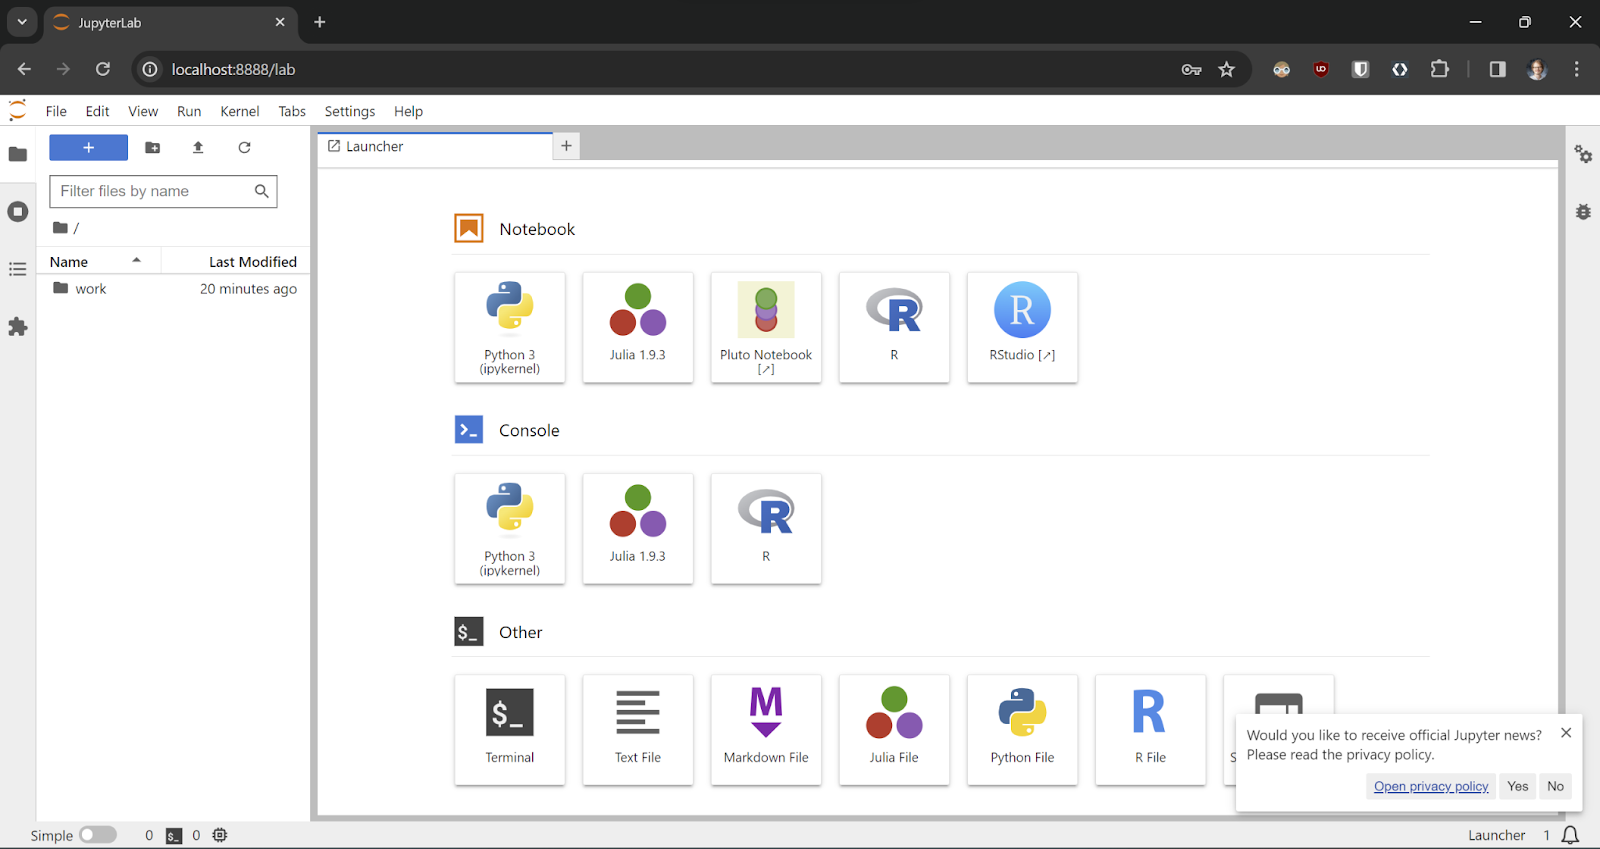 JupyterLab
localhost:8888/lab
File Edit View Run Kernel Tabs Settings Help
Launcher
Filter files by name
/
Name Last Modified
work 20 minutes ago
Notebook
Python 3
(ipykernel)
Julia 1.9.3
Pluto Notebook
[↗]
R
RStudio [↗]
Console
Python 3
(ipykernel)
Julia 1.9.3
R
Other
$_
Terminal
Text File
Markdown File
Julia File
Python File
R File
Would you like to receive official Jupyter news?
Please read the privacy policy.
Open privacy policy Yes No
Simple 0 $_ 0 Launcher 1